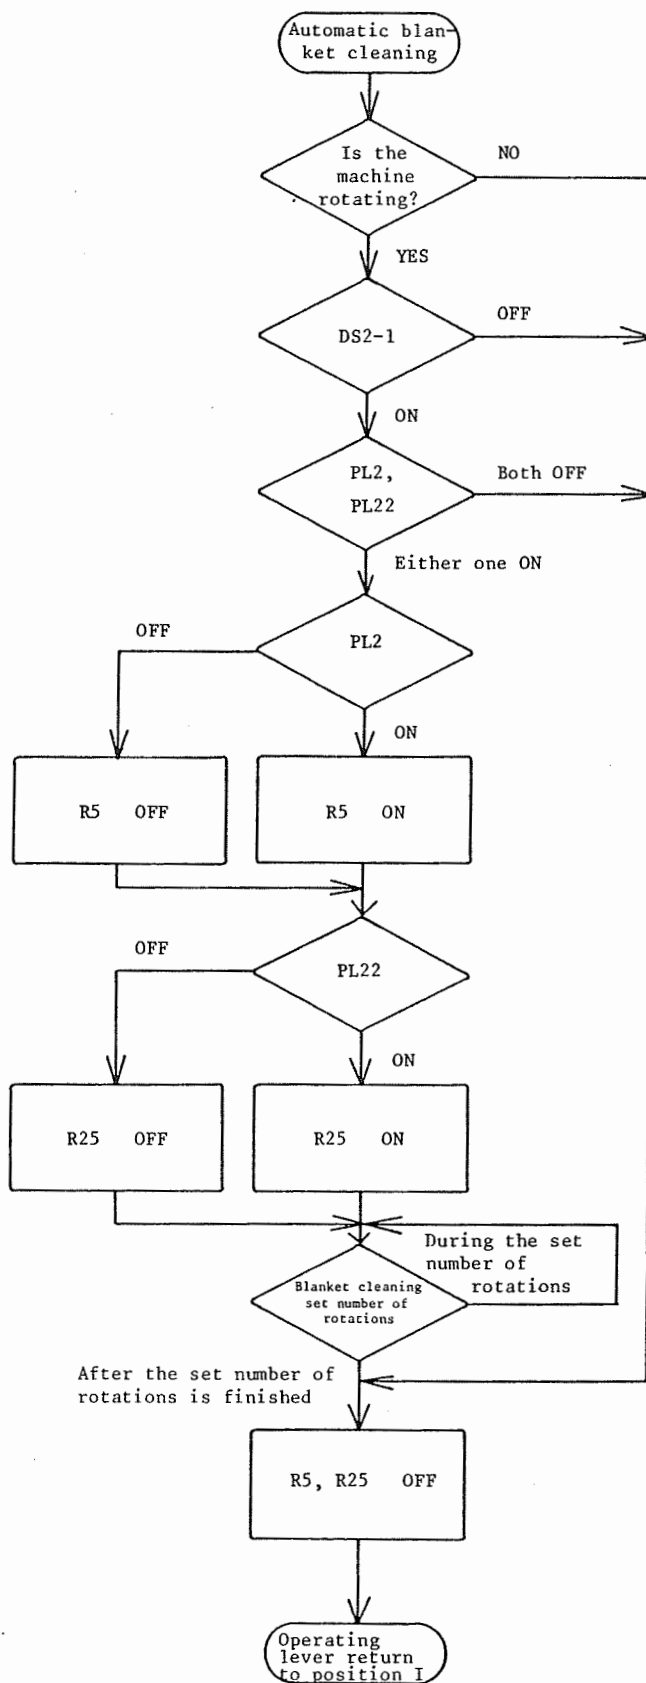 Automatic blan-
ket cleaning
Is the
machine
rotating?
NO
YES
DS2-1
OFF
ON
PL2,
PL22
Both OFF
Either one ON
PL2
OFF
ON
R5 OFF
R5 ON
PL22
OFF
ON
R25 OFF
R25 ON
During the set
number of
rotations
Blanket cleaning
set number of
rotations
After the set number of
rotations is finished
R5, R25 OFF
Operating
lever return
to position I